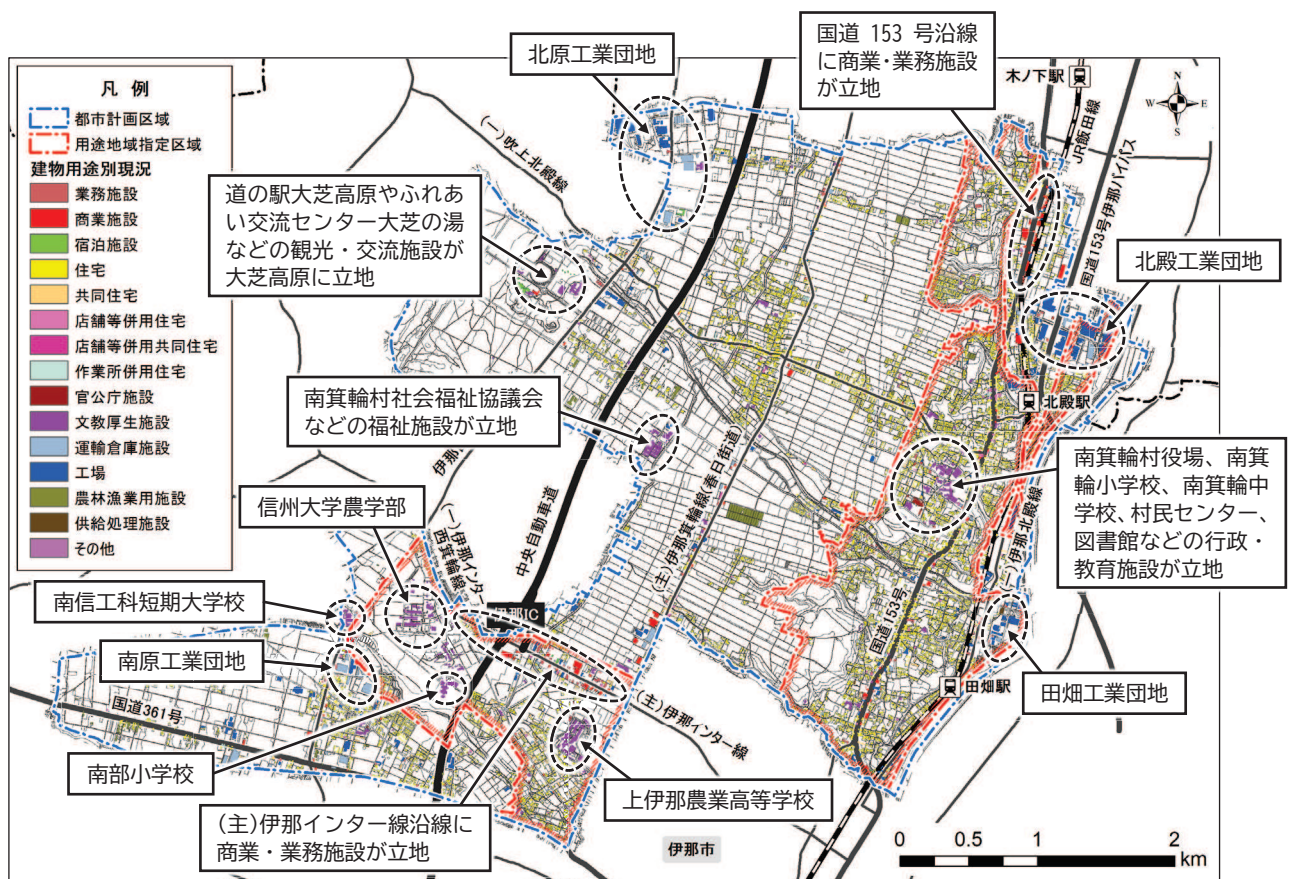 北原工業団地
国道 153 号沿線
に商業・業務施設
が立地
木ノ下駅
N
W
E
S
凡 例
都市計画区域
用途地域指定区域
建物用途別現況
業務施設
商業施設
宿泊施設
住宅
共同住宅
店舗等併用住宅
店舗等併用共同住宅
作業所併用住宅
官公庁施設
文教厚生施設
運輸倉庫施設
工場
農林漁業用施設
供給処理施設
その他
(一)吹上北殿線
JR飯田線
国道153号伊那バイパス
道の駅大芝高原やふれあ
い交流センター大芝の湯
などの観光・交流施設が
大芝高原に立地
北殿工業団地
北殿駅
南箕輪村社会福祉協議会
などの福祉施設が立地
南箕輪村役場、南箕
輪小学校、南箕輪中
学校、村民センター、
図書館などの行政・
教育施設が立地
(主)伊那箕輪線(春日街道)
中央自動車道
(一)伊那インター
西箕輪線
信州大学農学部
南信工科短期大学校
伊那IC
(一)伊那北殿線
国道153号
南原工業団地
国道361号
田畑駅
田畑工業団地
(主)伊那インター線
南部小学校
上伊那農業高等学校
(主)伊那インター線沿線に
商業・業務施設が立地
伊那市
0 0.5 1 2
km